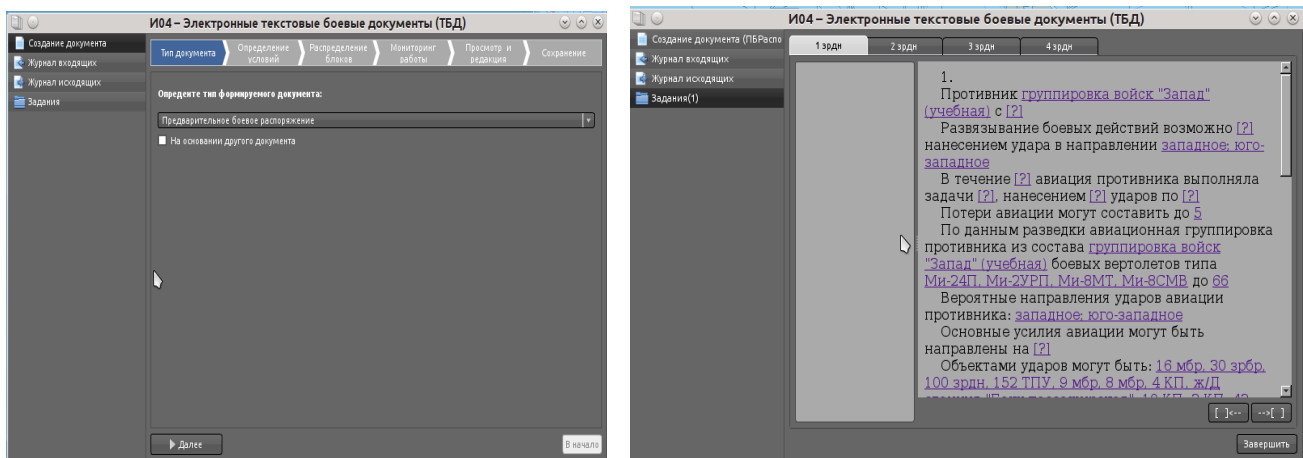 И04 – Электронные текстовые боевые документы (ТБД)
Создание документа
Журнал входящих
Журнал исходящих
Задания
Тип документа
Определение
условий
Распределение
блоков
Мониторинг
работы
Просмотр и
редакция
Сохранение
Определите тип формируемого документа:
Предварительное боевое распоряжение
На основании другого документа
Далее
В начало
И04 – Электронные текстовые боевые документы (ТБД)
Создание документа (ПБРаспо
Журнал входящих
Журнал исходящих
Задания(1)
1 зрдн
2 зрдн
3 зрдн
4 зрдн
1.
Противник группировка войск "Запад"
(учебная) с [?]
Развязывание боевых действий возможно [?]
нанесением удара в направлении западное; юго-
западное
В течение [?] авиация противника выполняла
задачи [?], нанесением [?] ударов по [?]
Потери авиации могут составить до 5
По данным разведки авиационная группировка
противника из состава группировка войск
"Запад" (учебная) боевых вертолетов типа
Ми-24П, Ми-2УРП, Ми-8МТ, Ми-8СМВ до 66
Вероятные направления ударов авиации
противника: западное; юго-западное
Основные усилия авиации могут быть
направлены на [?]
Объектами ударов могут быть: 16 мбр, 30 зрбр,
100 зрдн, 152 ТПУ, 9 мбр, 8 мбр, 4 КП, ж/Д
[ ]<--
-->[ ]
Завершить